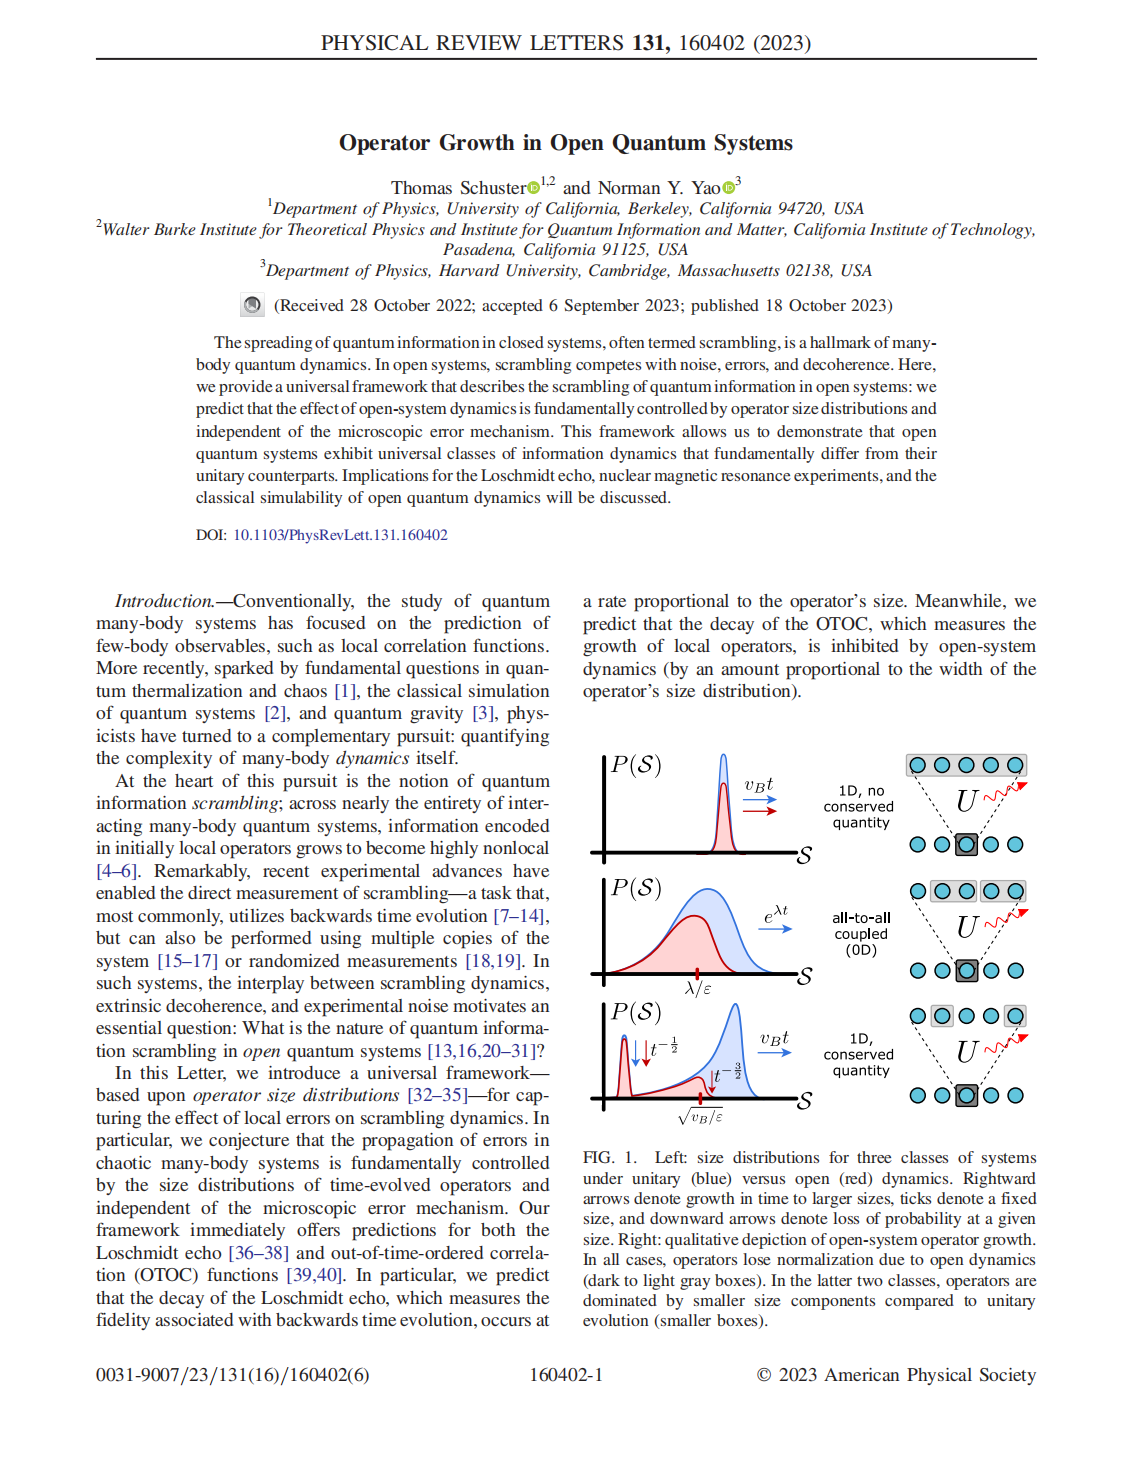 PHYSICAL REVIEW LETTERS 131, 160402 (2023)
Operator Growth in Open Quantum Systems
Thomas Schuster 1,2 and Norman Y. Yao 3
1Department of Physics, University of California, Berkeley, California 94720, USA
2Walter Burke Institute for Theoretical Physics and Institute for Quantum Information and Matter, California Institute of Technology,
Pasadena, California 91125, USA
3Department of Physics, Harvard University, Cambridge, Massachusetts 02138, USA
(Received 28 October 2022; accepted 6 September 2023; published 18 October 2023)
The spreading of quantum information in closed systems, often termed scrambling, is a hallmark of many-
body quantum dynamics. In open systems, scrambling competes with noise, errors, and decoherence. Here,
we provide a universal framework that describes the scrambling of quantum information in open systems: we
predict that the effect of open-system dynamics is fundamentally controlled by operator size distributions and
independent of the microscopic error mechanism. This framework allows us to demonstrate that open
quantum systems exhibit universal classes of information dynamics that fundamentally differ from their
unitary counterparts. Implications for the Loschmidt echo, nuclear magnetic resonance experiments, and the
classical simulability of open quantum dynamics will be discussed.
DOI: 10.1103/PhysRevLett.131.160402
Introduction.—Conventionally, the study of quantum
many-body systems has focused on the prediction of
few-body observables, such as local correlation functions.
More recently, sparked by fundamental questions in quan-
tum thermalization and chaos [1], the classical simulation
of quantum systems [2], and quantum gravity [3], phys-
icists have turned to a complementary pursuit: quantifying
the complexity of many-body dynamics itself.
At the heart of this pursuit is the notion of quantum
information scrambling; across nearly the entirety of inter-
acting many-body quantum systems, information encoded
in initially local operators grows to become highly nonlocal
[4–6]. Remarkably, recent experimental advances have
enabled the direct measurement of scrambling—a task that,
most commonly, utilizes backwards time evolution [7–14],
but can also be performed using multiple copies of the
system [15–17] or randomized measurements [18,19]. In
such systems, the interplay between scrambling dynamics,
extrinsic decoherence, and experimental noise motivates an
essential question: What is the nature of quantum informa-
tion scrambling in open quantum systems [13,16,20–31]?
In this Letter, we introduce a universal framework—
based upon operator size distributions [32–35]—for cap-
turing the effect of local errors on scrambling dynamics. In
particular, we conjecture that the propagation of errors in
chaotic many-body systems is fundamentally controlled
by the size distributions of time-evolved operators and
independent of the microscopic error mechanism. Our
framework immediately offers predictions for both the
Loschmidt echo [36–38] and out-of-time-ordered correla-
tion (OTOC) functions [39,40]. In particular, we predict
that the decay of the Loschmidt echo, which measures the
fidelity associated with backwards time evolution, occurs at
a rate proportional to the operator's size. Meanwhile, we
predict that the decay of the OTOC, which measures the
growth of local operators, is inhibited by open-system
dynamics (by an amount proportional to the width of the
operator's size distribution).
P(S)
v_B t
S
1D, no
conserved
quantity
U
P(S)
e^{λt}
λ/ε
S
all-to-all
coupled
(0D)
U
P(S)
t^{-1/2}
t^{-3/2}
v_B t
√(v_B/ε)
S
1D,
conserved
quantity
U
FIG. 1. Left: size distributions for three classes of systems
under unitary (blue) versus open (red) dynamics. Rightward
arrows denote growth in time to larger sizes, ticks denote a fixed
size, and downward arrows denote loss of probability at a given
size. Right: qualitative depiction of open-system operator growth.
In all cases, operators lose normalization due to open dynamics
(dark to light gray boxes). In the latter two classes, operators are
dominated by smaller size components compared to unitary
evolution (smaller boxes).
0031-9007/23/131(16)/160402(6)
160402-1
© 2023 American Physical Society